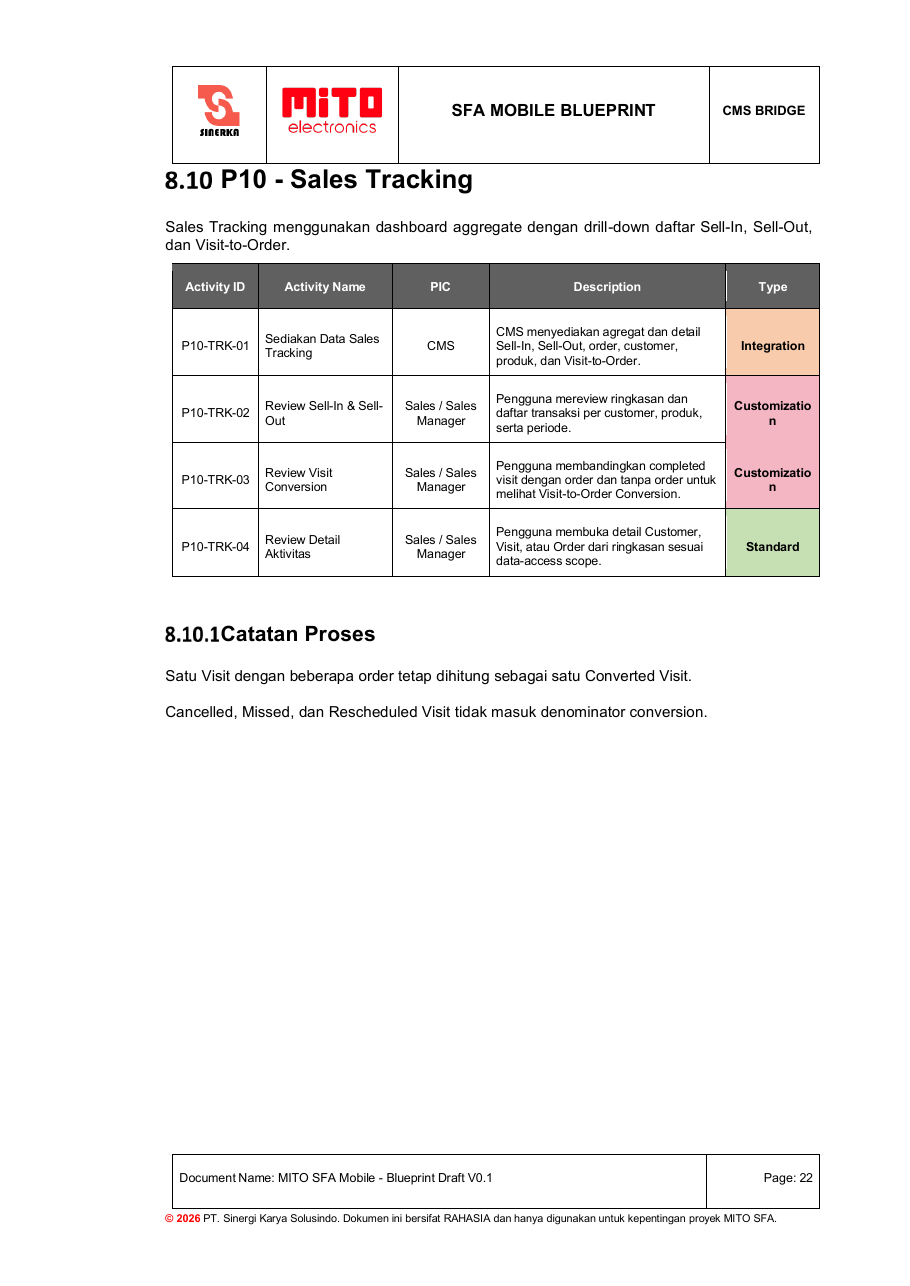 SINERKA
MiTO
electronics
SFA MOBILE BLUEPRINT
CMS BRIDGE
8.10 P10 - Sales Tracking
Sales Tracking menggunakan dashboard aggregate dengan drill-down daftar Sell-In, Sell-Out,
dan Visit-to-Order.
Activity ID
Activity Name
PIC
Description
Type
P10-TRK-01
Sediakan Data Sales
Tracking
CMS
CMS menyediakan agregat dan detail
Sell-In, Sell-Out, order, customer,
produk, dan Visit-to-Order.
Integration
P10-TRK-02
Review Sell-In & Sell-
Out
Sales / Sales
Manager
Pengguna mereview ringkasan dan
daftar transaksi per customer, produk,
serta periode.
Customizatio
n
P10-TRK-03
Review Visit
Conversion
Sales / Sales
Manager
Pengguna membandingkan completed
visit dengan order dan tanpa order untuk
melihat Visit-to-Order Conversion.
Customizatio
n
P10-TRK-04
Review Detail
Aktivitas
Sales / Sales
Manager
Pengguna membuka detail Customer,
Visit, atau Order dari ringkasan sesuai
data-access scope.
Standard
8.10.1Catatan Proses
Satu Visit dengan beberapa order tetap dihitung sebagai satu Converted Visit.
Cancelled, Missed, dan Rescheduled Visit tidak masuk denominator conversion.
Document Name: MITO SFA Mobile - Blueprint Draft V0.1
Page: 22
© 2026 PT. Sinergi Karya Solusindo. Dokumen ini bersifat RAHASIA dan hanya digunakan untuk kepentingan proyek MITO SFA.